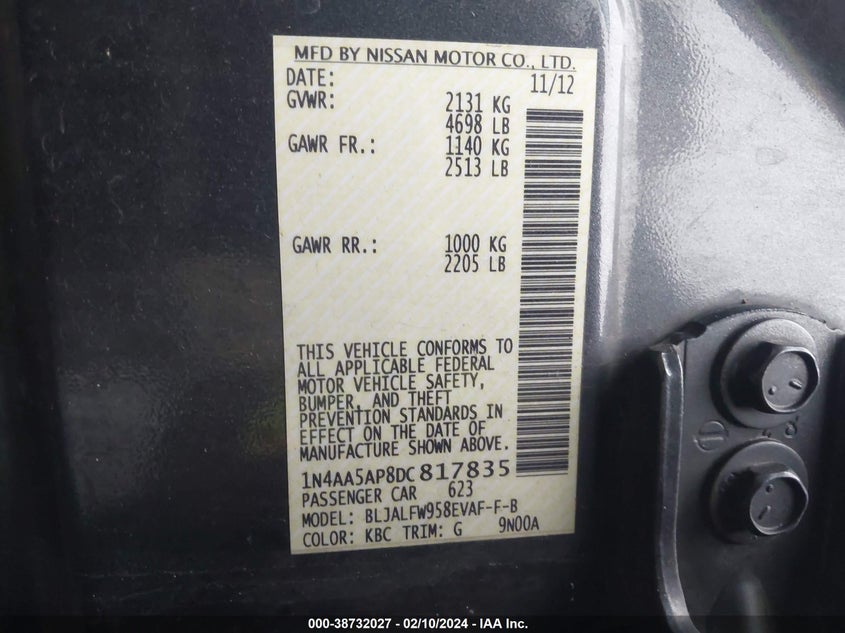 MFD BY NISSAN MOTOR CO., LTD.
DATE: 11/12
GVWR: 2131 KG
4698 LB
GAWR FR.: 1140 KG
2513 LB
GAWR RR.: 1000 KG
2205 LB
THIS VEHICLE CONFORMS TO
ALL APPLICABLE FEDERAL
MOTOR VEHICLE SAFETY,
BUMPER, AND THEFT
PREVENTION STANDARDS IN
EFFECT ON THE DATE OF
MANUFACTURE SHOWN ABOVE.
1N4AA5AP8DC817835
PASSENGER CAR 623
MODEL: BLJALFW958EVAF-F-B
COLOR: KBC TRIM: G 9N00A
000-38732027 - 02/10/2024 - IAA Inc.